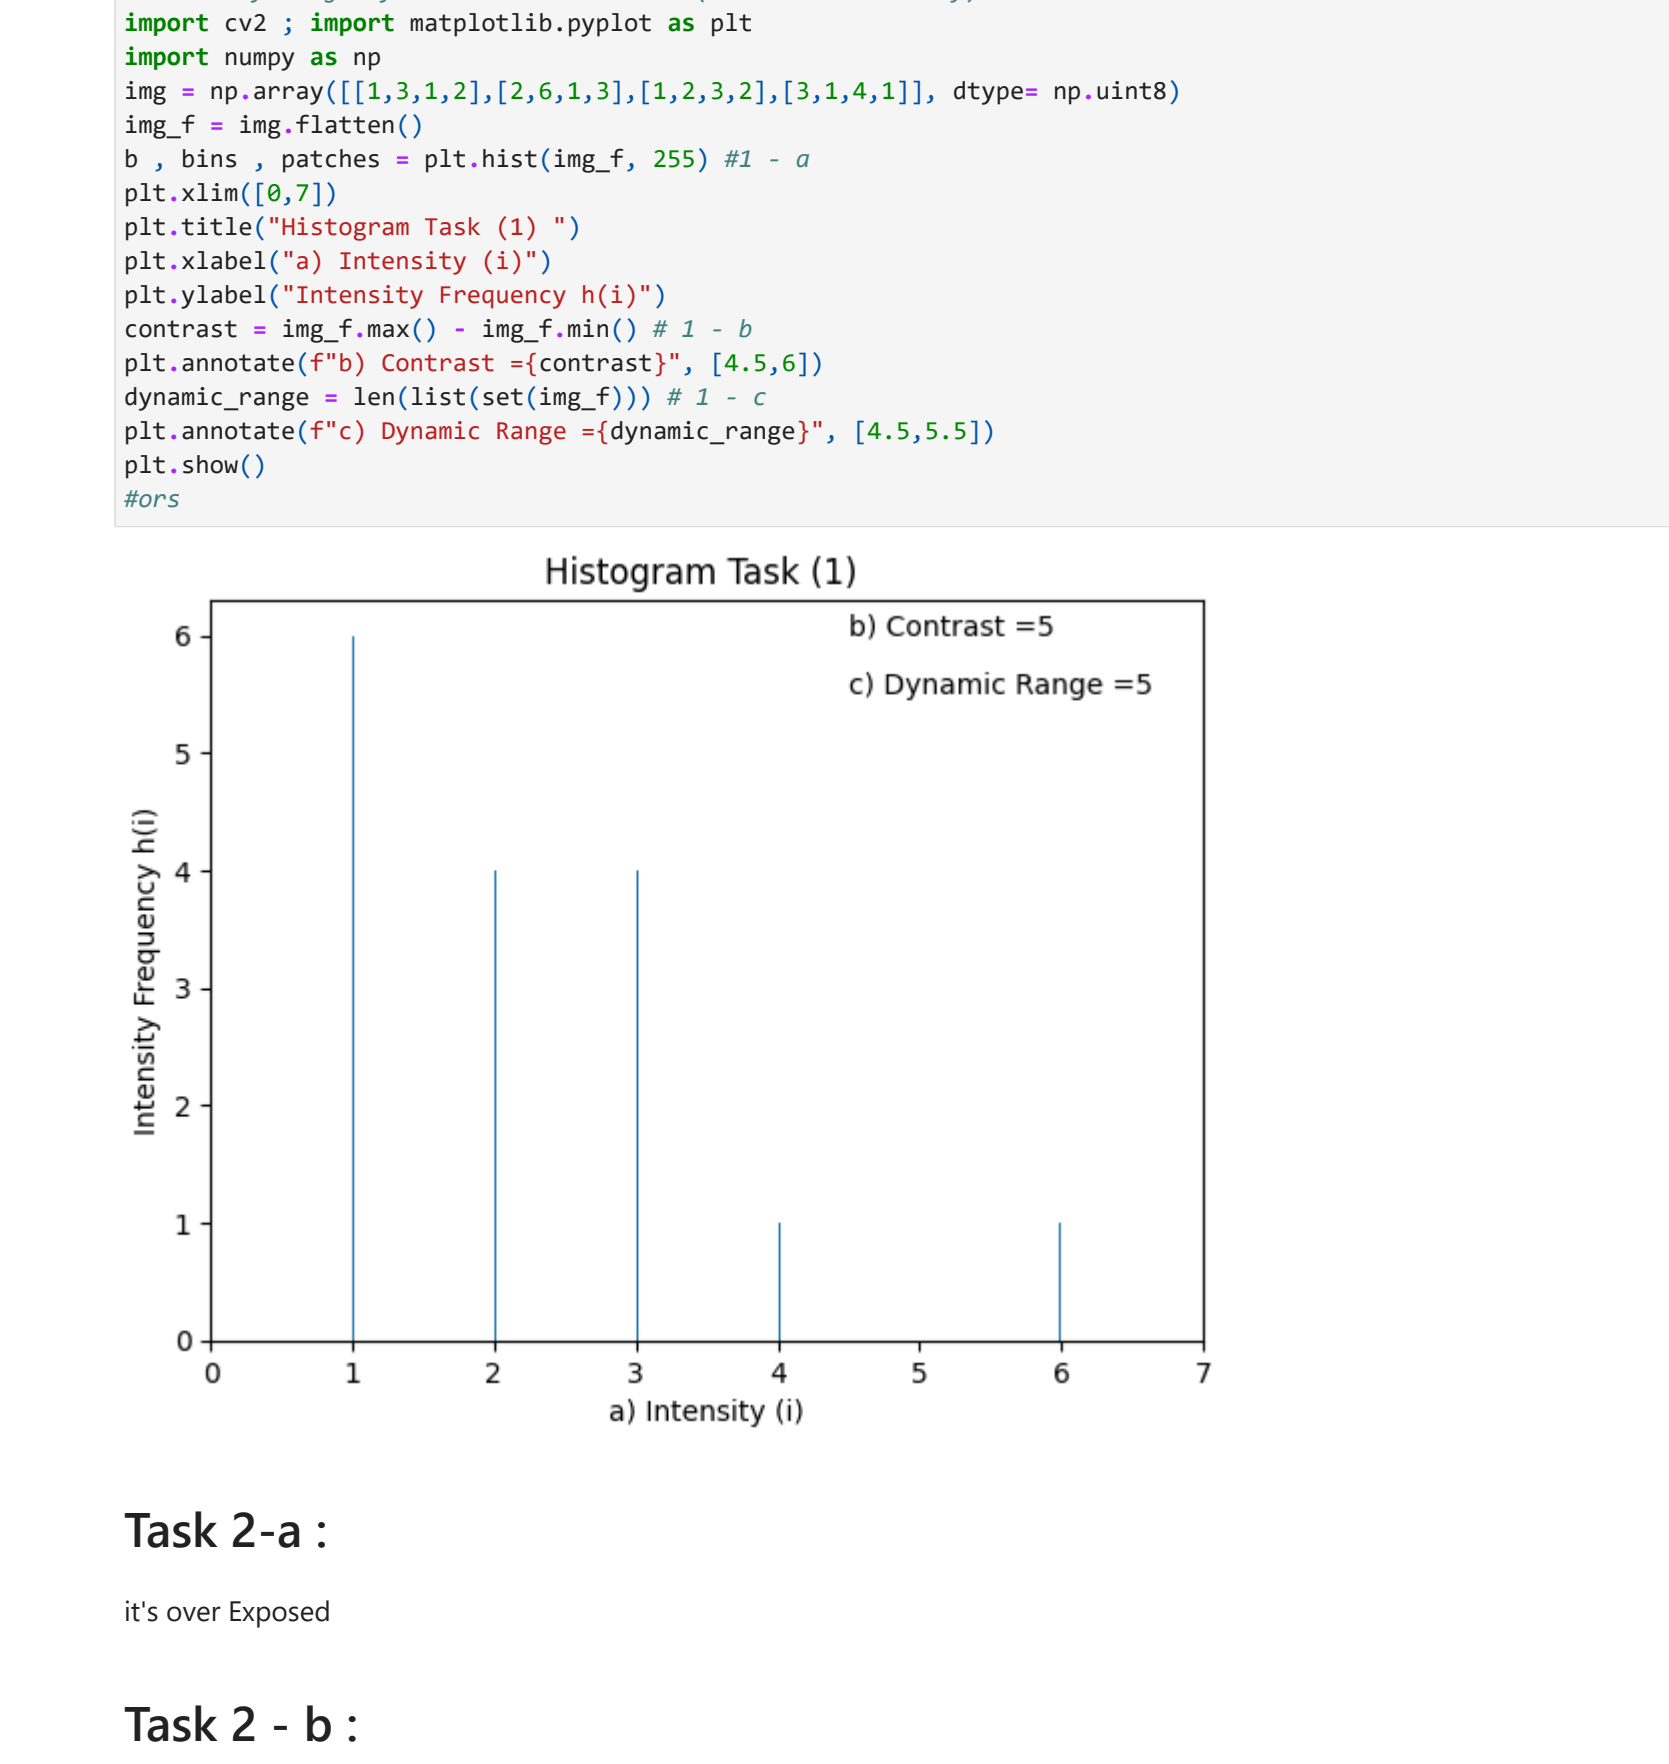 import cv2 ; import matplotlib.pyplot as plt
import numpy as np
img = np.array([[1,3,1,2],[2,6,1,3],[1,2,3,2],[3,1,4,1]], dtype= np.uint8)
img_f = img.flatten()
b , bins , patches = plt.hist(img_f, 255) #1 - a
plt.xlim([0,7])
plt.title("Histogram Task (1) ")
plt.xlabel("a) Intensity (i)")
plt.ylabel("Intensity Frequency h(i)")
contrast = img_f.max() - img_f.min() # 1 - b
plt.annotate(f"b) Contrast ={contrast}", [4.5,6])
dynamic_range = len(list(set(img_f))) # 1 - c
plt.annotate(f"c) Dynamic Range ={dynamic_range}", [4.5,5.5])
plt.show()
#ors
Histogram Task (1)
b) Contrast =5
c) Dynamic Range =5
Intensity Frequency h(i)
6
5
4
3
2
1
0
0 1 2 3 4 5 6 7
a) Intensity (i)
Task 2-a :
it's over Exposed
Task 2 - b :